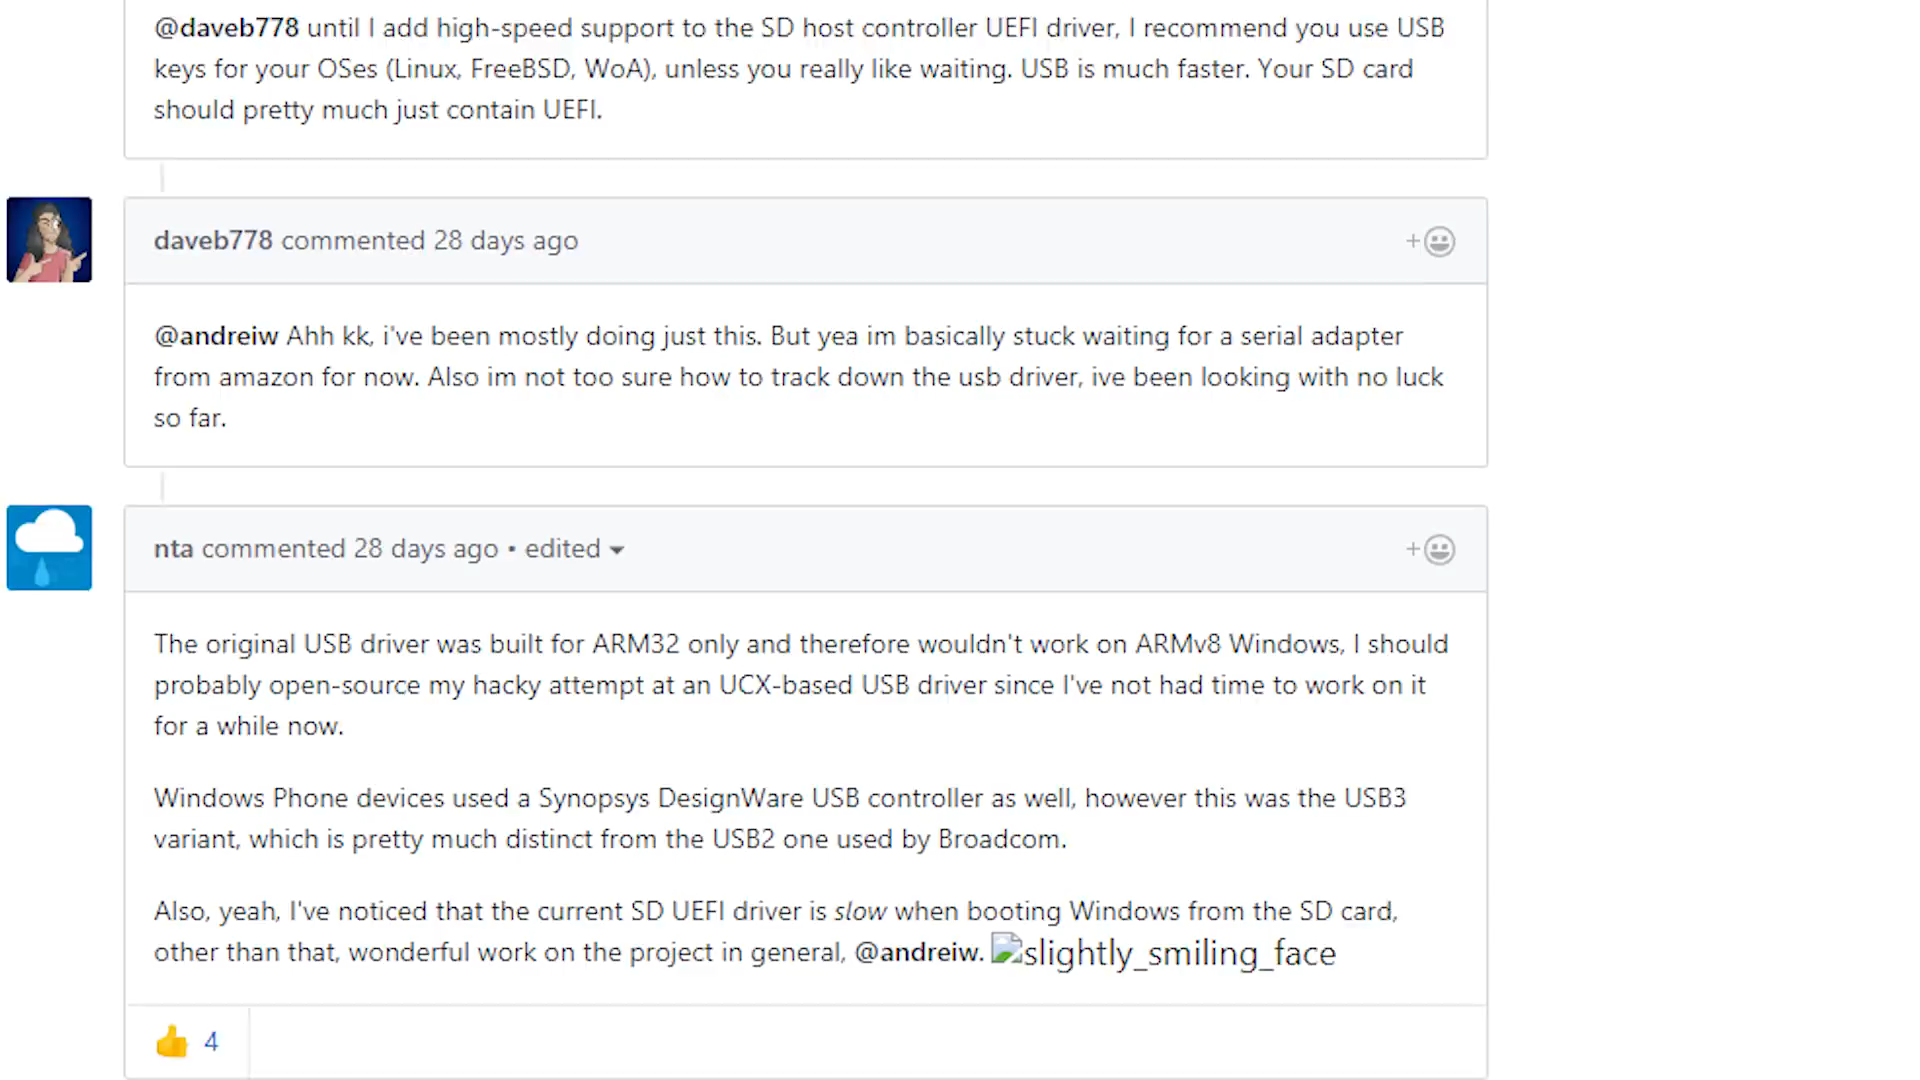 @daveb778 until I add high-speed support to the SD host controller UEFI driver, I recommend you use USB
keys for your OSes (Linux, FreeBSD, WoA), unless you really like waiting. USB is much faster. Your SD card
should pretty much just contain UEFI.
daveb778 commented 28 days ago
@andreiw Ahh kk, i've been mostly doing just this. But yea im basically stuck waiting for a serial adapter
from amazon for now. Also im not too sure how to track down the usb driver, ive been looking with no luck
so far.
nta commented 28 days ago • edited
The original USB driver was built for ARM32 only and therefore wouldn't work on ARMv8 Windows, I should
probably open-source my hacky attempt at an UCX-based USB driver since I've not had time to work on it
for a while now.
Windows Phone devices used a Synopsys DesignWare USB controller as well, however this was the USB3
variant, which is pretty much distinct from the USB2 one used by Broadcom.
Also, yeah, I've noticed that the current SD UEFI driver is slow when booting Windows from the SD card,
other than that, wonderful work on the project in general, @andreiw. slightly_smiling_face
4